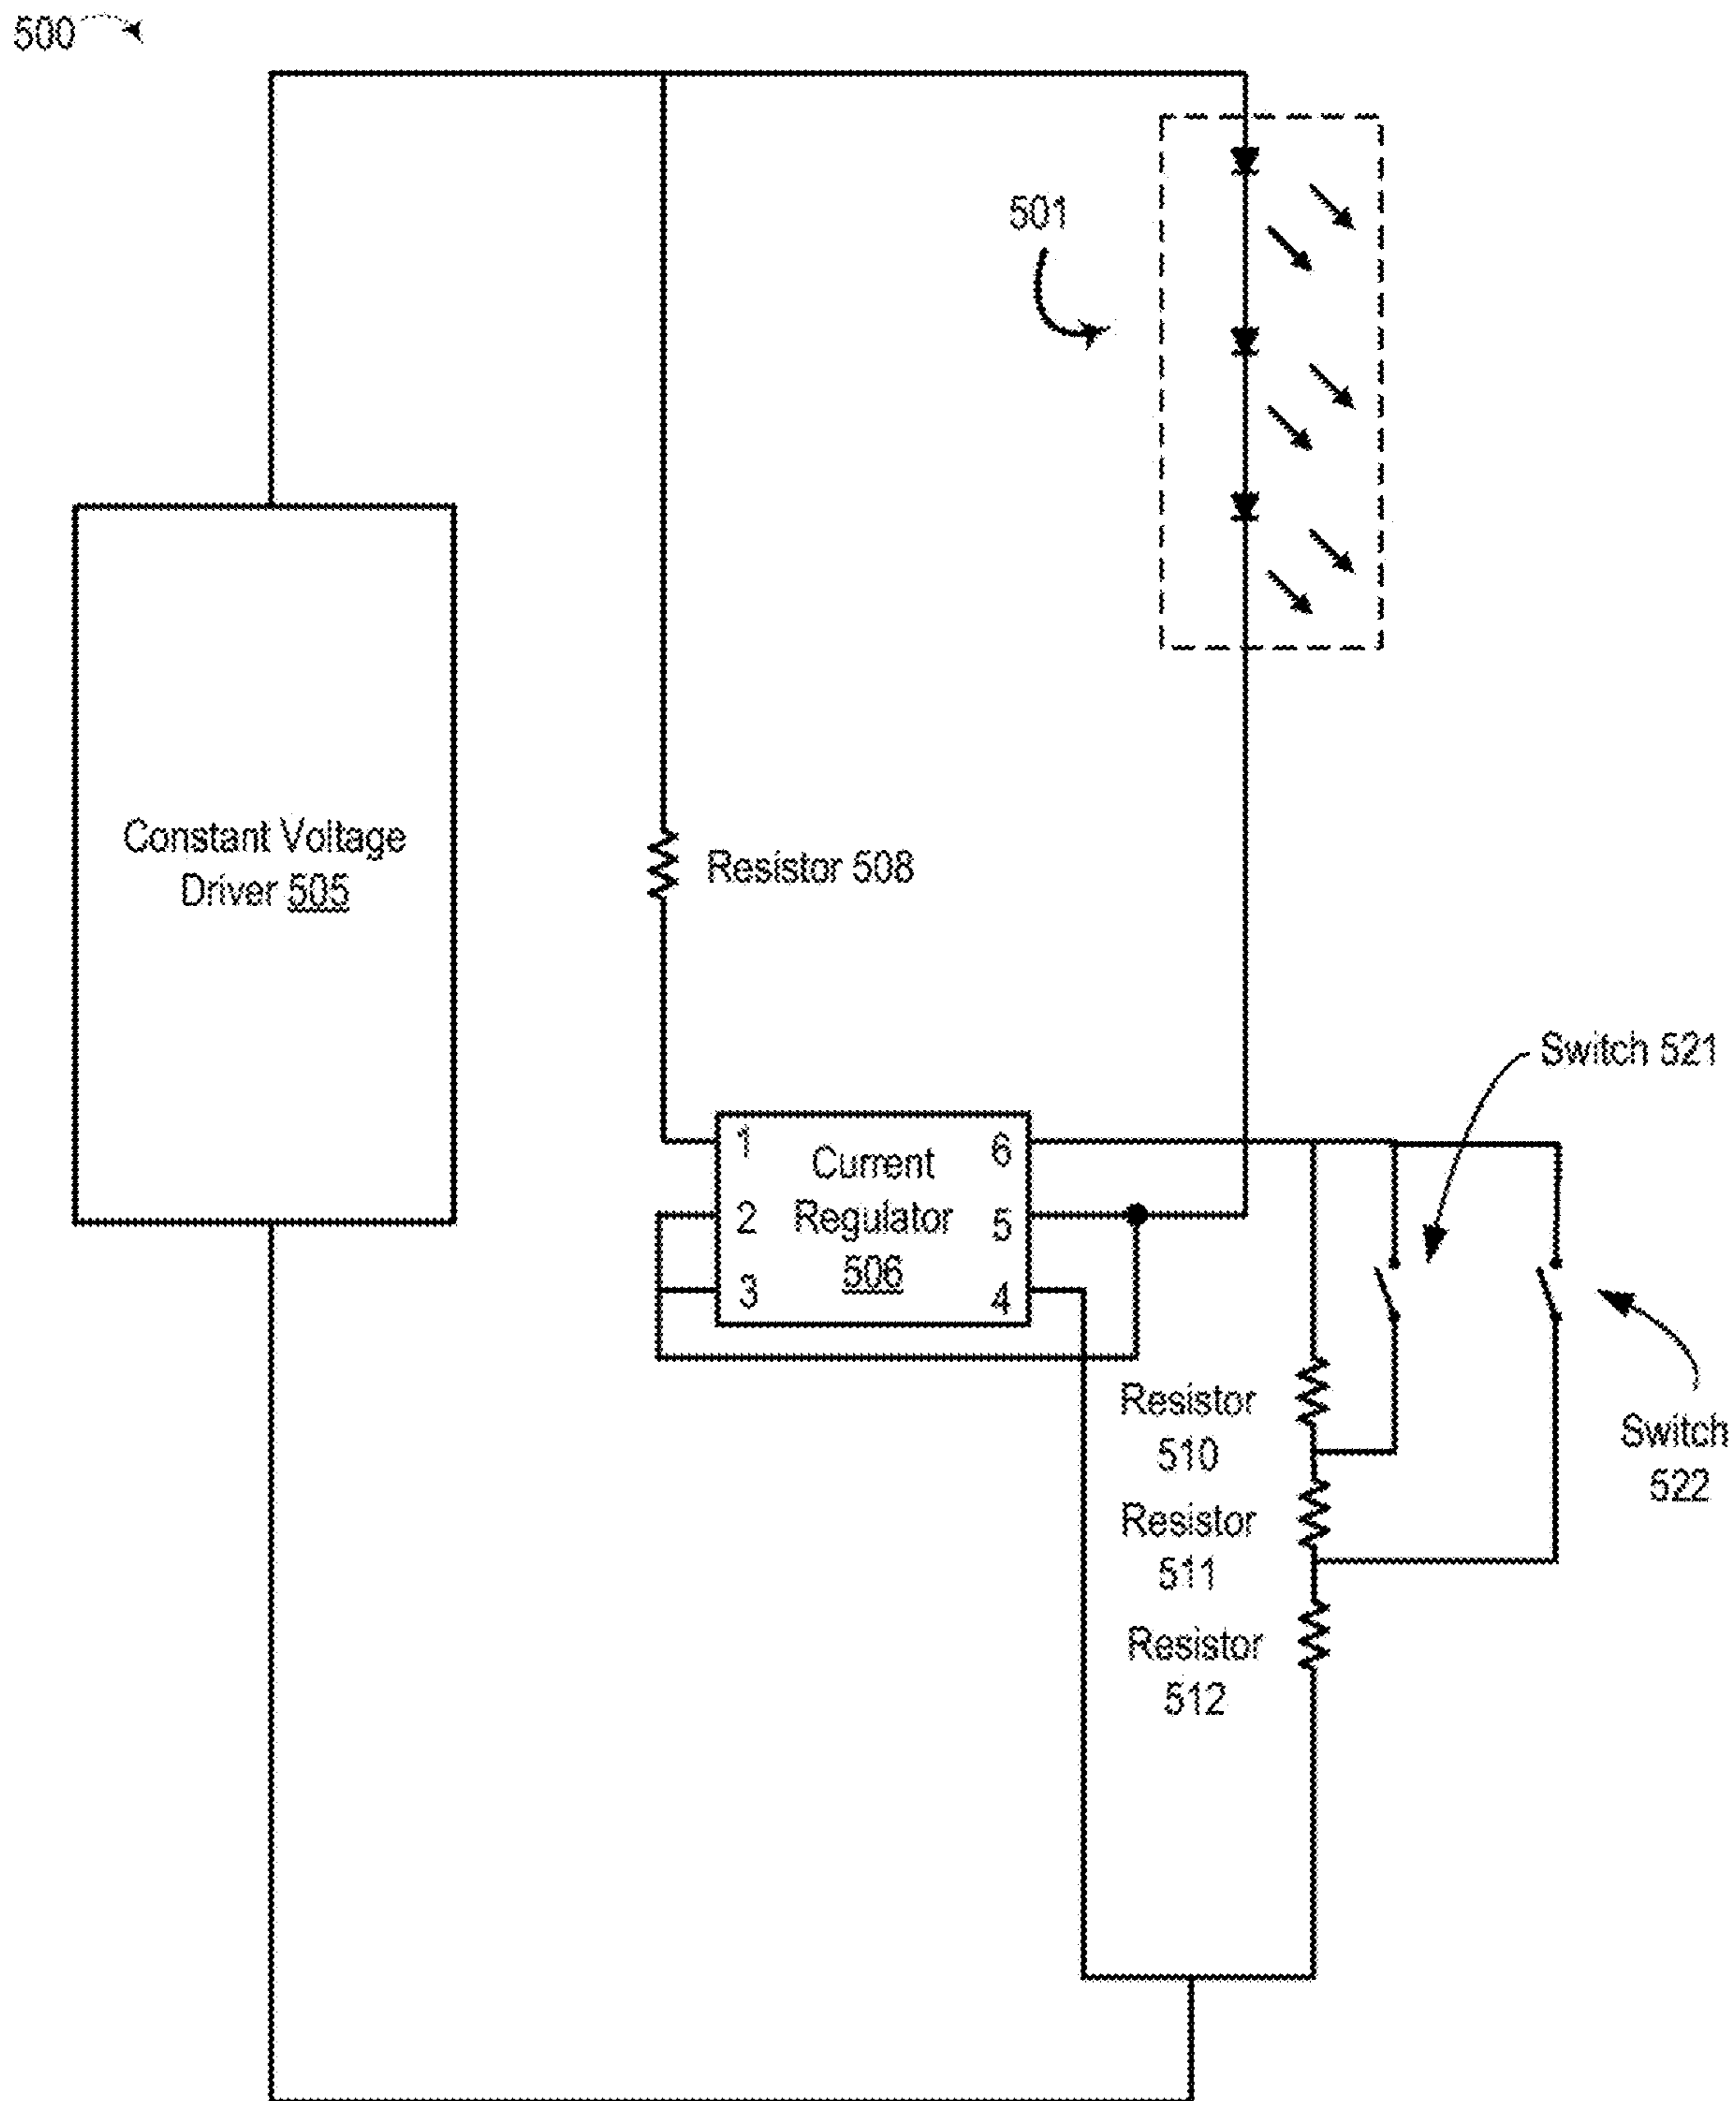 500
501
Constant Voltage
Driver 505
Resistor 508
Switch 521
1
6
Current
Regulator
506
2
5
3
4
Resistor
510
Switch
522
Resistor
511
Resistor
512